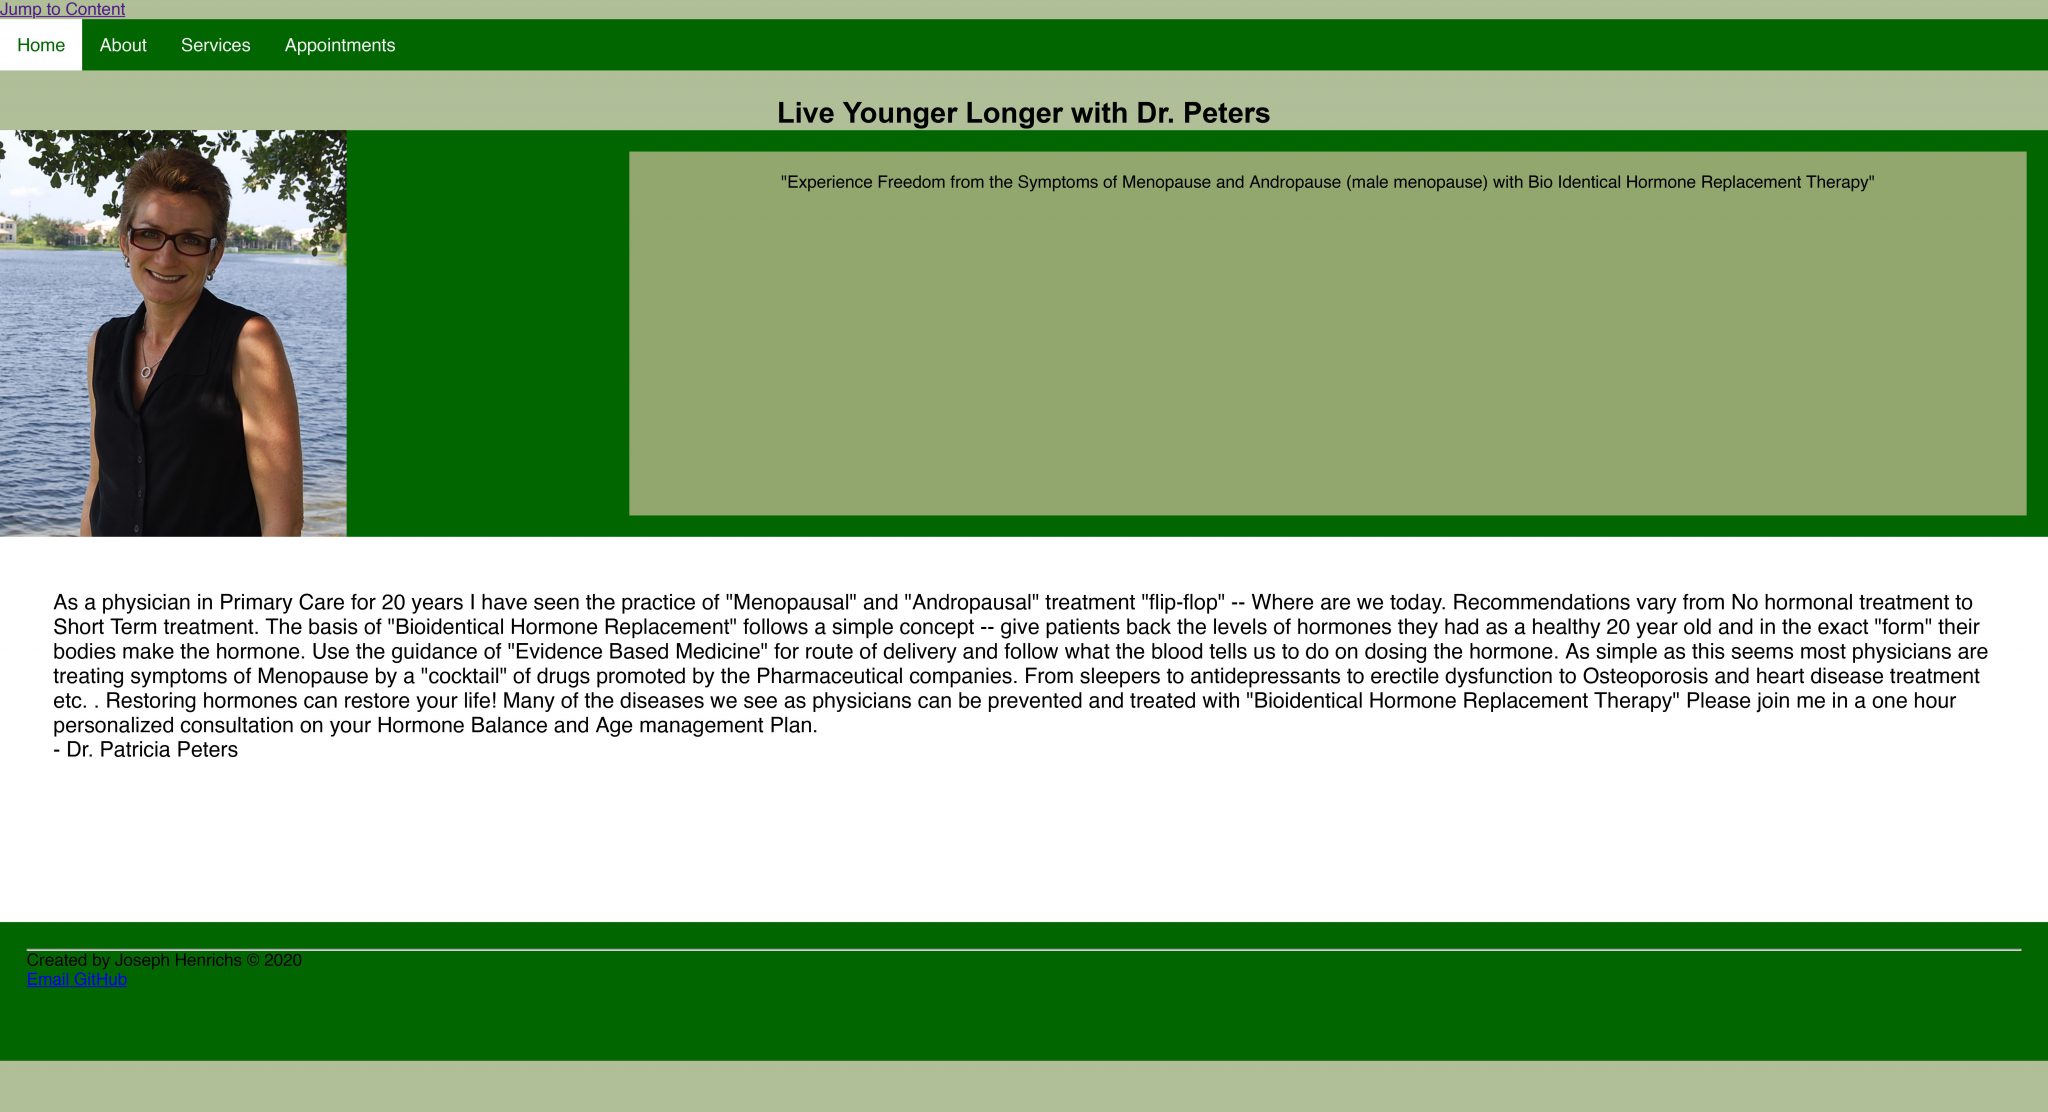 Jump to Content
Home About Services Appointments
Live Younger Longer with Dr. Peters
"Experience Freedom from the Symptoms of Menopause and Andropause (male menopause) with Bio Identical Hormone Replacement Therapy"
As a physician in Primary Care for 20 years I have seen the practice of "Menopausal" and "Andropausal" treatment "flip-flop" -- Where are we today. Recommendations vary from No hormonal treatment to
Short Term treatment. The basis of "Bioidentical Hormone Replacement" follows a simple concept -- give patients back the levels of hormones they had as a healthy 20 year old and in the exact "form" their
bodies make the hormone. Use the guidance of "Evidence Based Medicine" for route of delivery and follow what the blood tells us to do on dosing the hormone. As simple as this seems most physicians are
treating symptoms of Menopause by a "cocktail" of drugs promoted by the Pharmaceutical companies. From sleepers to antidepressants to erectile dysfunction to Osteoporosis and heart disease treatment
etc. . Restoring hormones can restore your life! Many of the diseases we see as physicians can be prevented and treated with "Bioidentical Hormone Replacement Therapy" Please join me in a one hour
personalized consultation on your Hormone Balance and Age management Plan.
- Dr. Patricia Peters
Created by Joseph Henrichs © 2020
Email GitHub